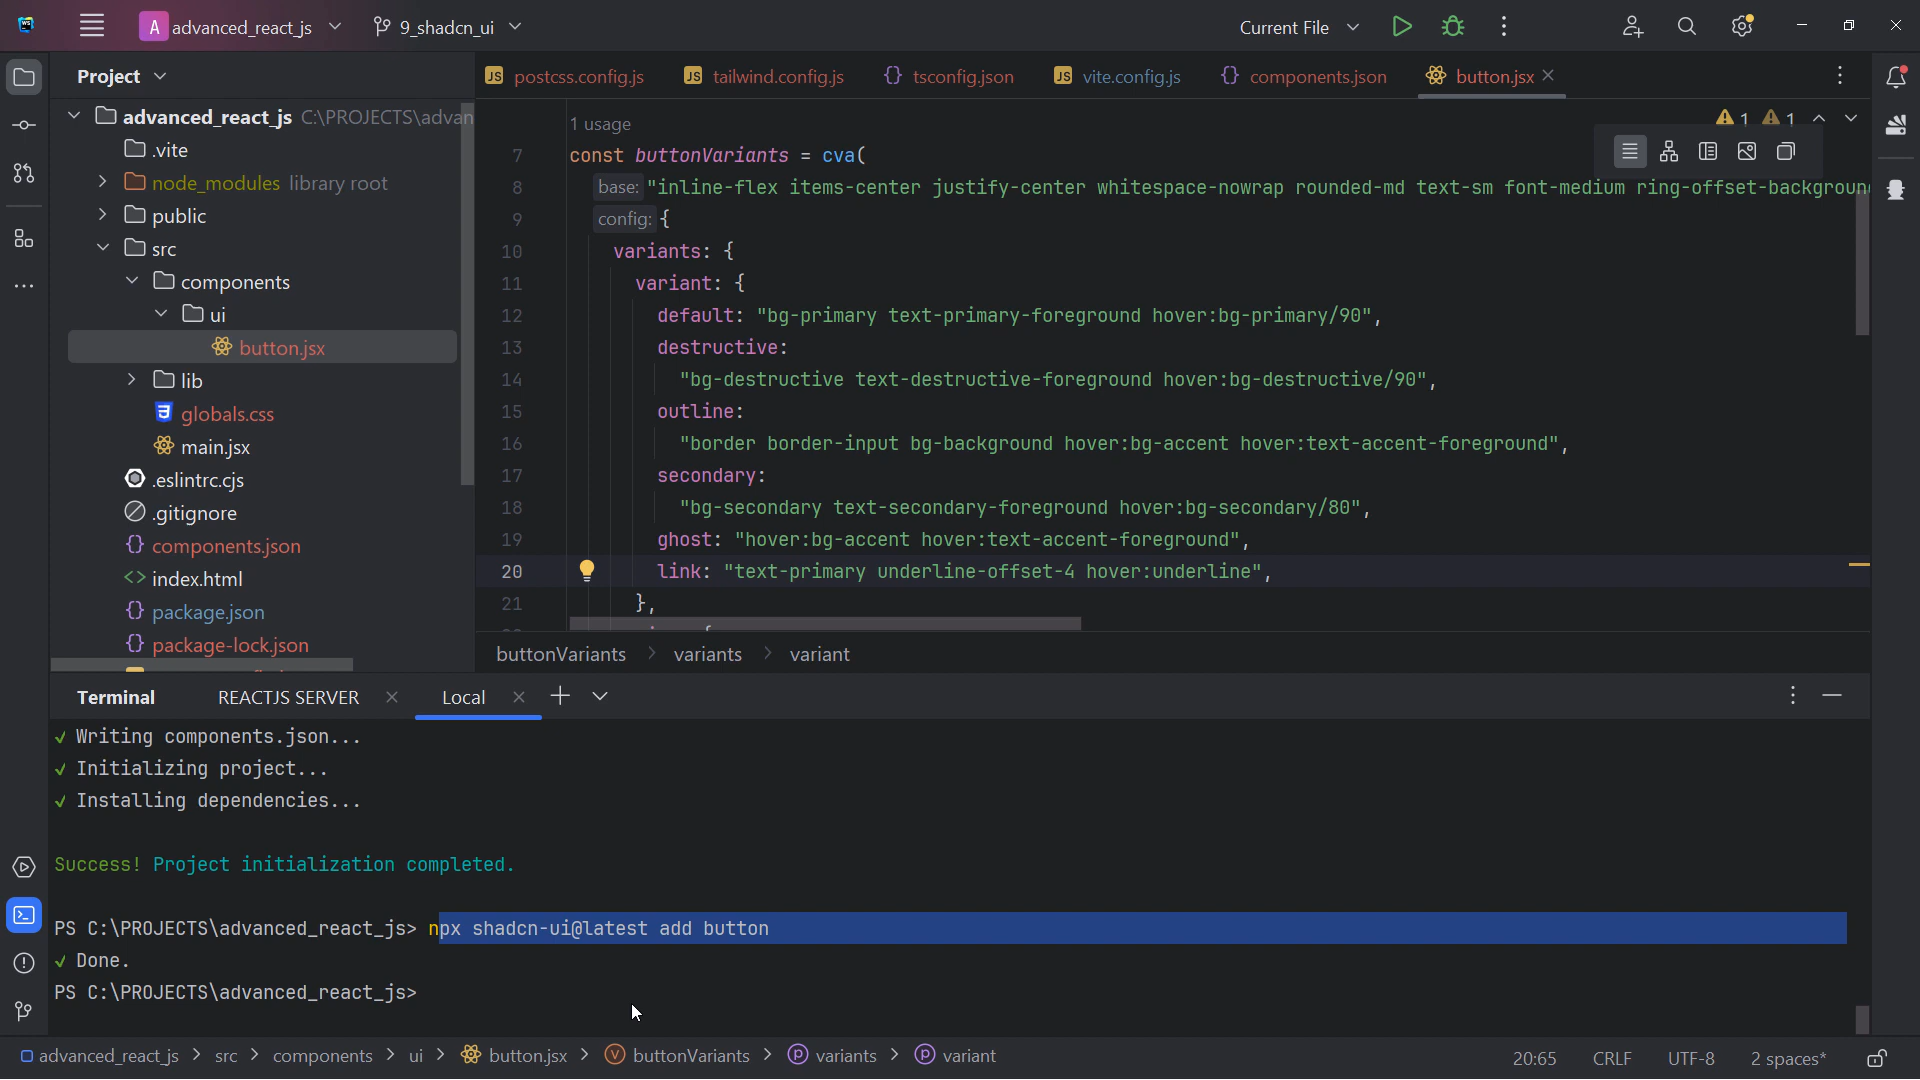 WS
A advanced_react_js
9_shadcn_ui
Current File
Project
JS postcss.config.js
JS tailwind.config.js
{} tsconfig.json
JS vite.config.js
{} components.json
button.jsx
advanced_react_js C:\PROJECTS\advan
.vite
node_modules library root
public
src
components
ui
button.jsx
lib
globals.css
main.jsx
.eslintrc.cjs
.gitignore
{} components.json
<> index.html
{} package.json
{} package-lock.json
1 usage
1 1
7 const buttonVariants = cva(
8 base: "inline-flex items-center justify-center whitespace-nowrap rounded-md text-sm font-medium ring-offset-backgroun
9 config: {
10 variants: {
11 variant: {
12 default: "bg-primary text-primary-foreground hover:bg-primary/90",
13 destructive:
14 "bg-destructive text-destructive-foreground hover:bg-destructive/90",
15 outline:
16 "border border-input bg-background hover:bg-accent hover:text-accent-foreground",
17 secondary:
18 "bg-secondary text-secondary-foreground hover:bg-secondary/80",
19 ghost: "hover:bg-accent hover:text-accent-foreground",
20 link: "text-primary underline-offset-4 hover:underline",
21 },
buttonVariants > variants > variant
Terminal
REACTJS SERVER
Local
✓ Writing components.json...
✓ Initializing project...
✓ Installing dependencies...
Success! Project initialization completed.
PS C:\PROJECTS\advanced_react_js> npx shadcn-ui@latest add button
✓ Done.
PS C:\PROJECTS\advanced_react_js>
advanced_react_js > src > components > ui > button.jsx > V buttonVariants > p variants > p variant
20:65 CRLF UTF-8 2 spaces*